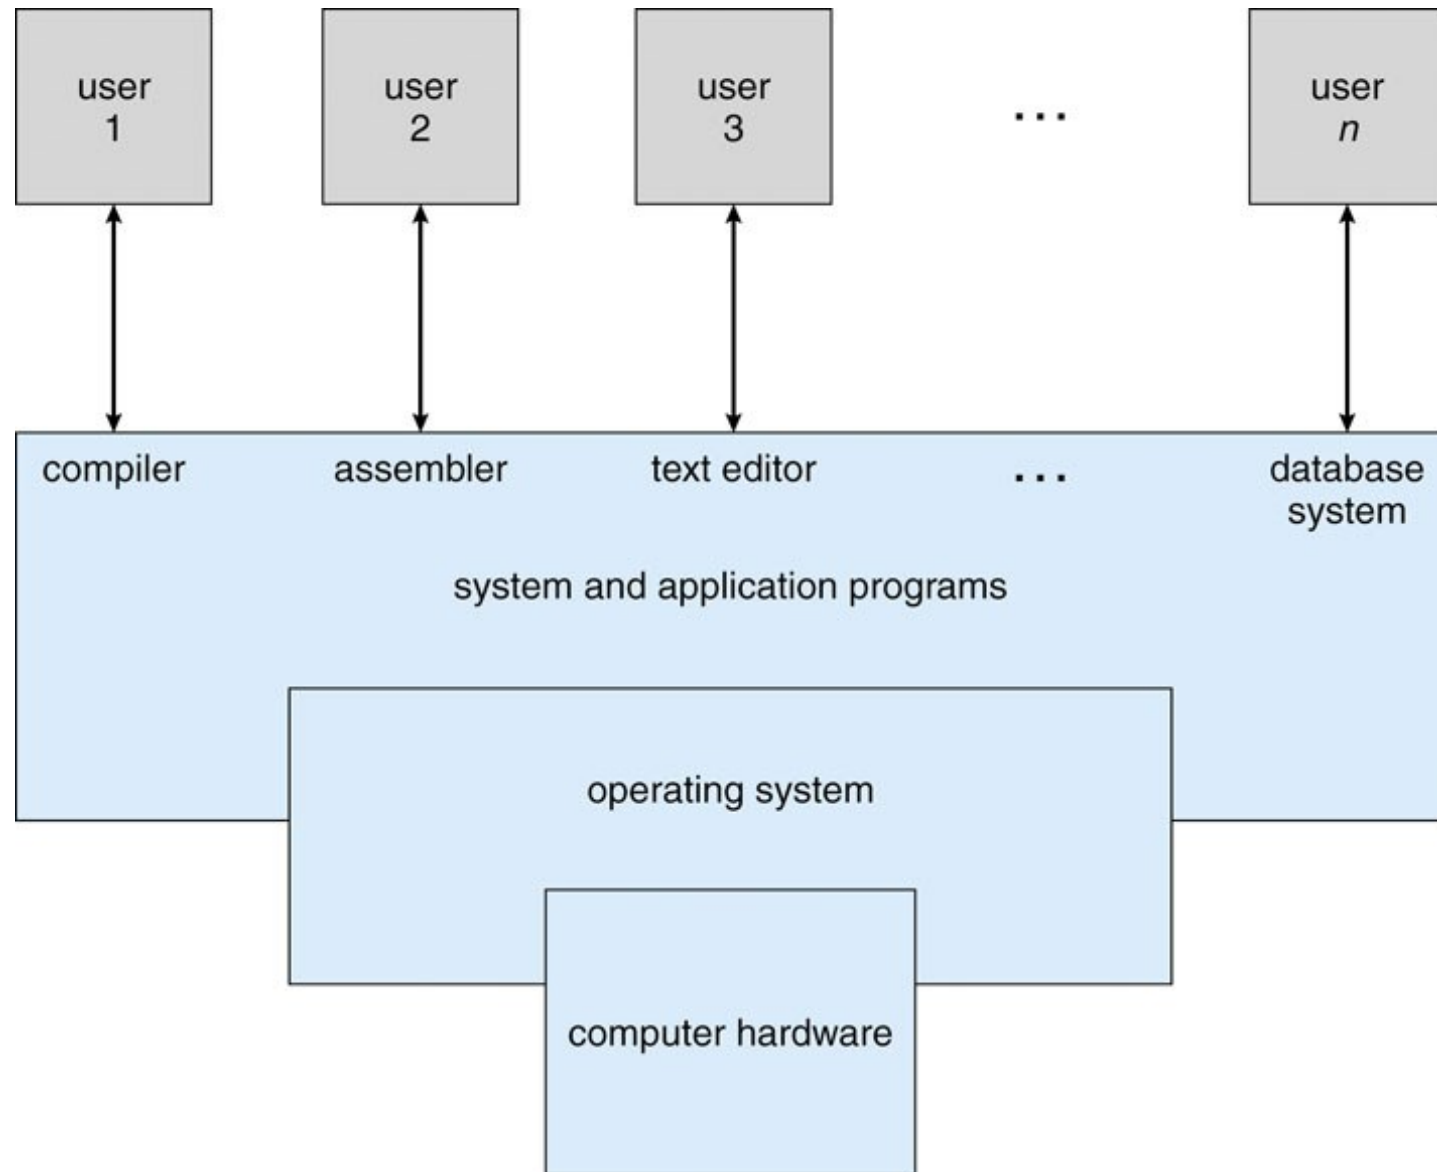 user
1
user
2
user
3
...
user
n
compiler
assembler
text editor
...
database
system
system and application programs
operating system
computer hardware